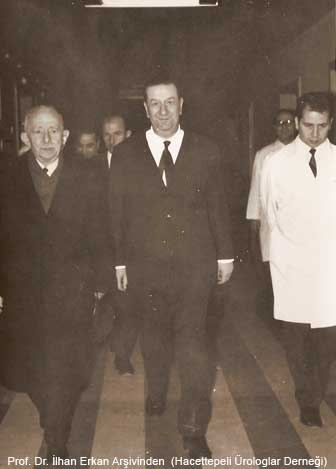 Prof. Dr. İlhan Erkan Arşivinden (Hacettepeli Ürologlar Derneği)